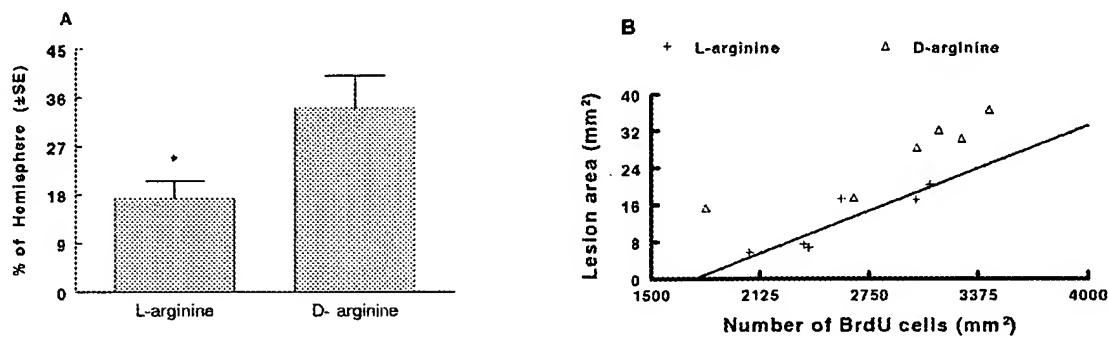 A
% of Hemisphere (±SE)
45
36
27
18
9
0
*
L-arginine
D- arginine
B
+ L-arginine
△ D-arginine
Lesion area (mm²)
40
32
24
16
8
0
1500
2125
2750
3375
4000
Number of BrdU cells (mm²)